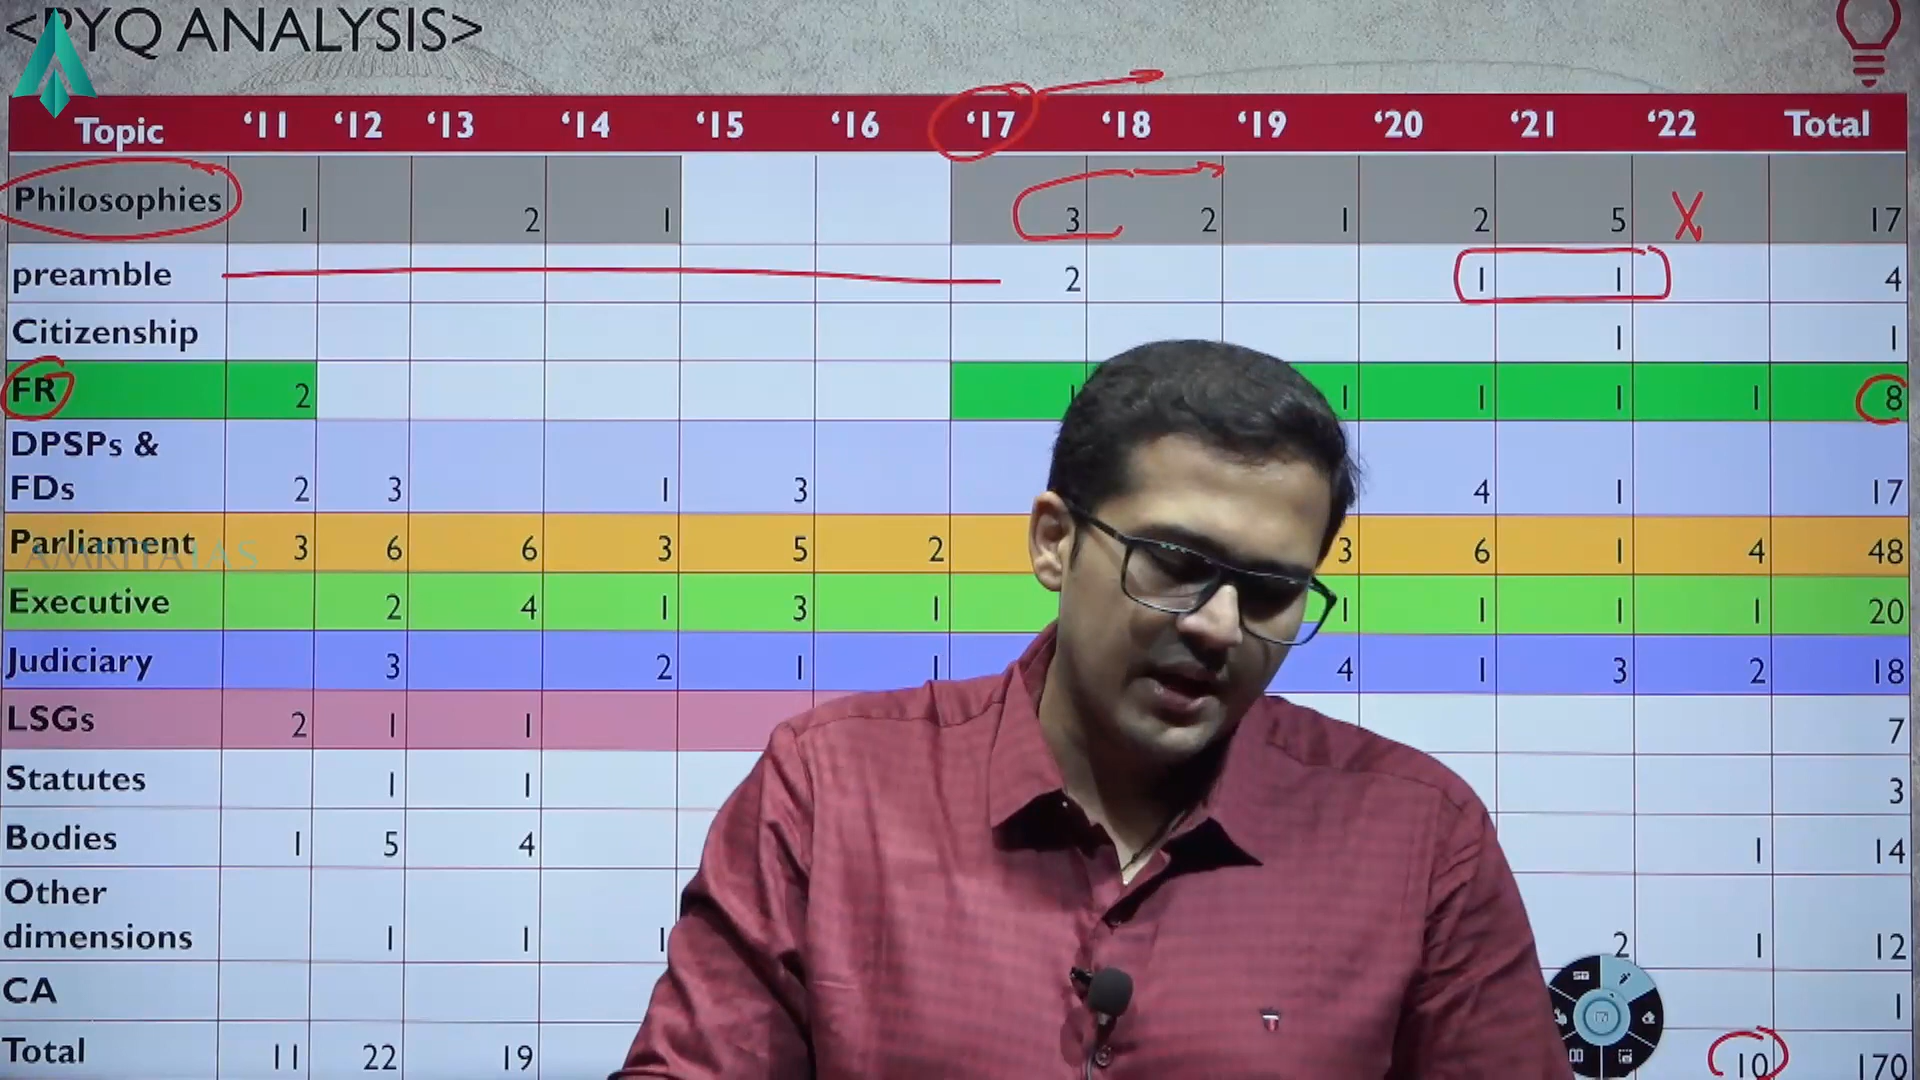 <PYQ ANALYSIS>
Topic '11 '12 '13 '14 '15 '16 '17 '18 '19 '20 '21 '22 Total
Philosophies 1 2 1 3 2 1 2 5 X 17
preamble 2 1 1 4
Citizenship 1 1
FR 2 1 1 1 1 1 8
DPSPs &
FDs 2 3 1 3 4 1 17
Parliament 3 6 6 3 5 2 3 6 1 4 48
AMRITA IAS
Executive 2 4 1 3 1 1 1 1 1 20
Judiciary 3 2 1 1 4 1 3 2 18
LSGs 2 1 1 7
Statutes 1 1 3
Bodies 1 5 4 1 14
Other
dimensions 1 1 1 2 1 12
CA 1
Total 11 22 19 10 170